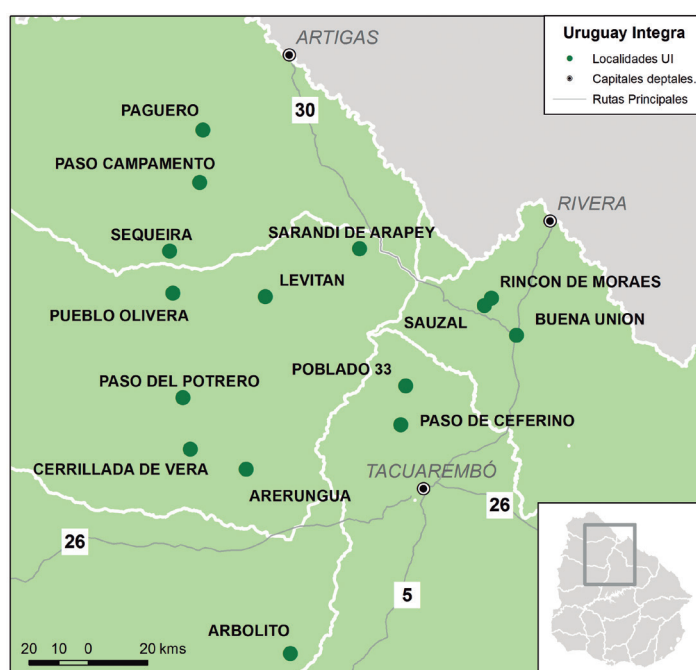 Uruguay Integra
Localidades UI
Capitales deptales.
Rutas Principales
ARTIGAS
30
PAGUERO
PASO CAMPAMENTO
RIVERA
SEQUEIRA
SARANDI DE ARAPEY
LEVITAN
RINCON DE MORAES
PUEBLO OLIVERA
SAUZAL
BUENA UNION
POBLADO 33
PASO DEL POTRERO
PASO DE CEFERINO
CERRILLADA DE VERA
TACUAREMBÓ
ARERUNGUA
26
26
5
ARBOLITO
20 10 0 20 kms